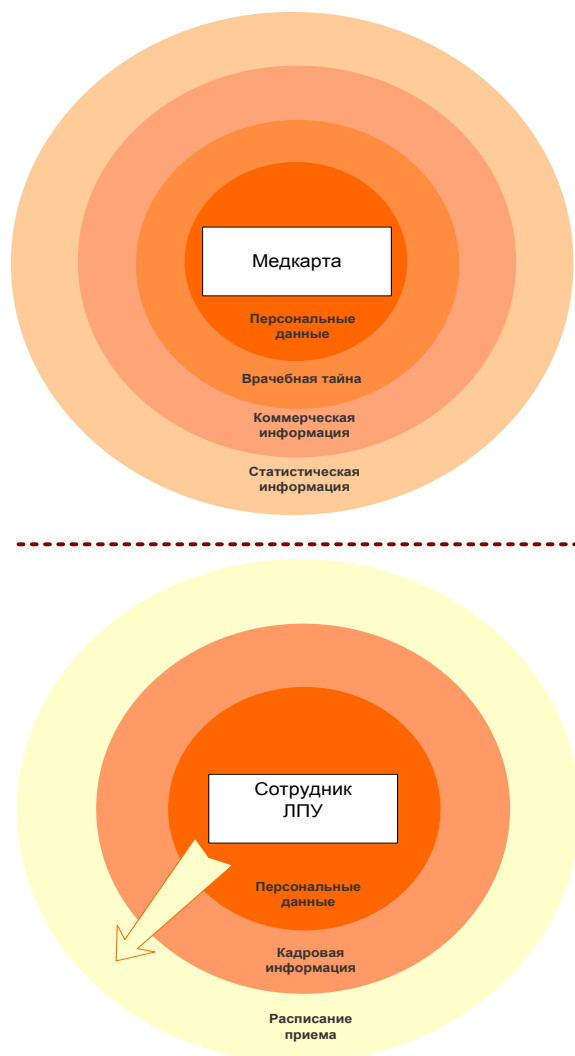 Медкарта
Персональные
данные
Врачебная тайна
Коммерческая
информация
Статистическая
информация
Сотрудник
ЛПУ
Персональные
данные
Кадровая
информация
Расписание
приема